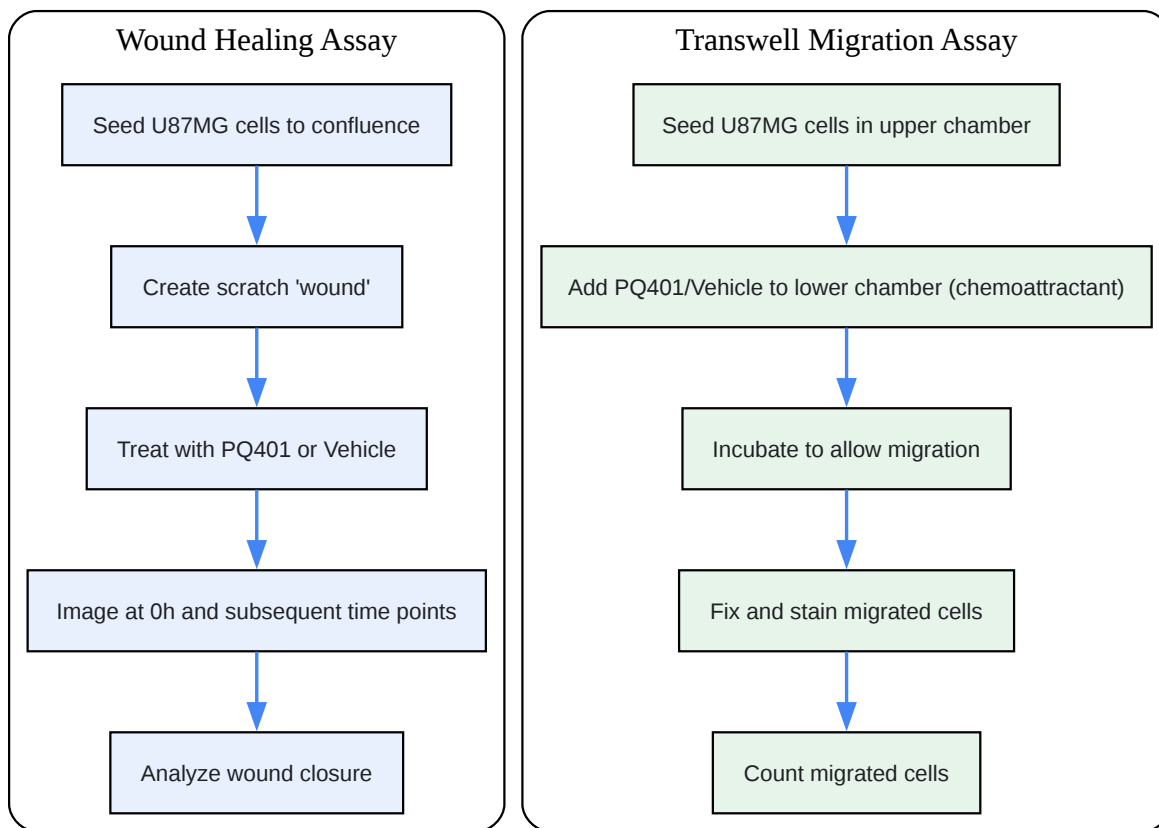 Wound Healing Assay
Seed U87MG cells to confluence
Create scratch 'wound'
Treat with PQ401 or Vehicle
Image at 0h and subsequent time points
Analyze wound closure
Transwell Migration Assay
Seed U87MG cells in upper chamber
Add PQ401/Vehicle to lower chamber (chemoattractant)
Incubate to allow migration
Fix and stain migrated cells
Count migrated cells